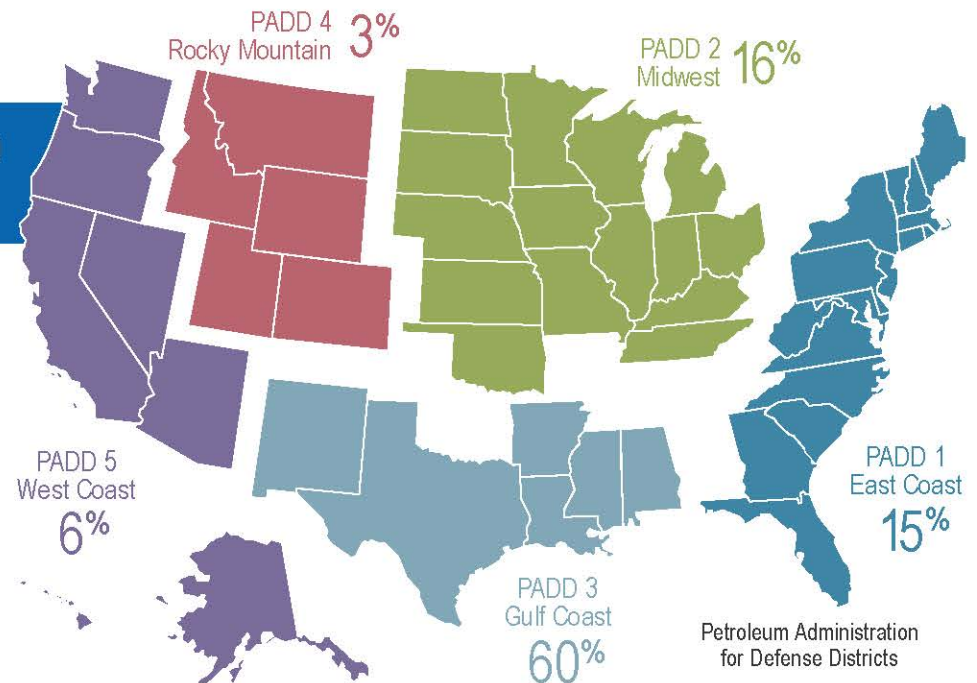 PADD 4
Rocky Mountain 3%
PADD 2
Midwest 16%
PADD 5
West Coast
6%
PADD 1
East Coast
15%
PADD 3
Gulf Coast
60%
Petroleum Administration
for Defense Districts